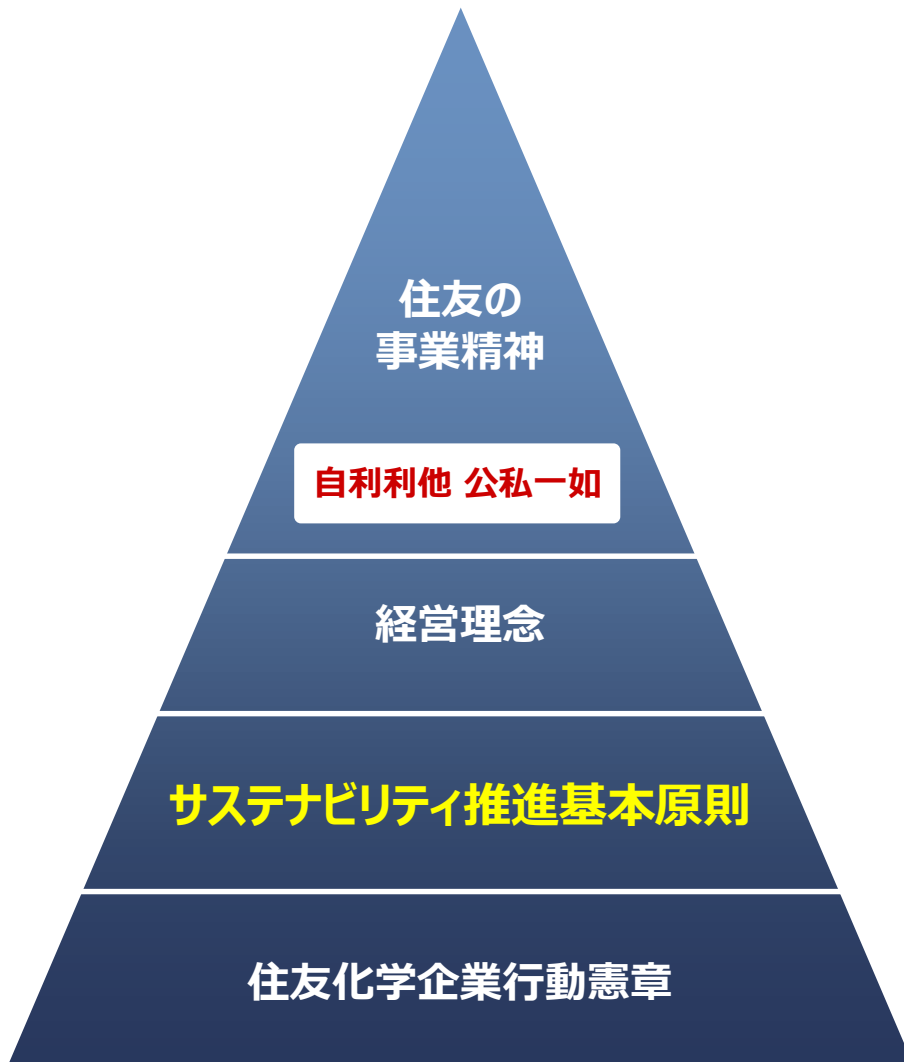 住友の
事業精神
自利利他 公私一如
経営理念
サステナビリティ推進基本原則
住友化学企業行動憲章